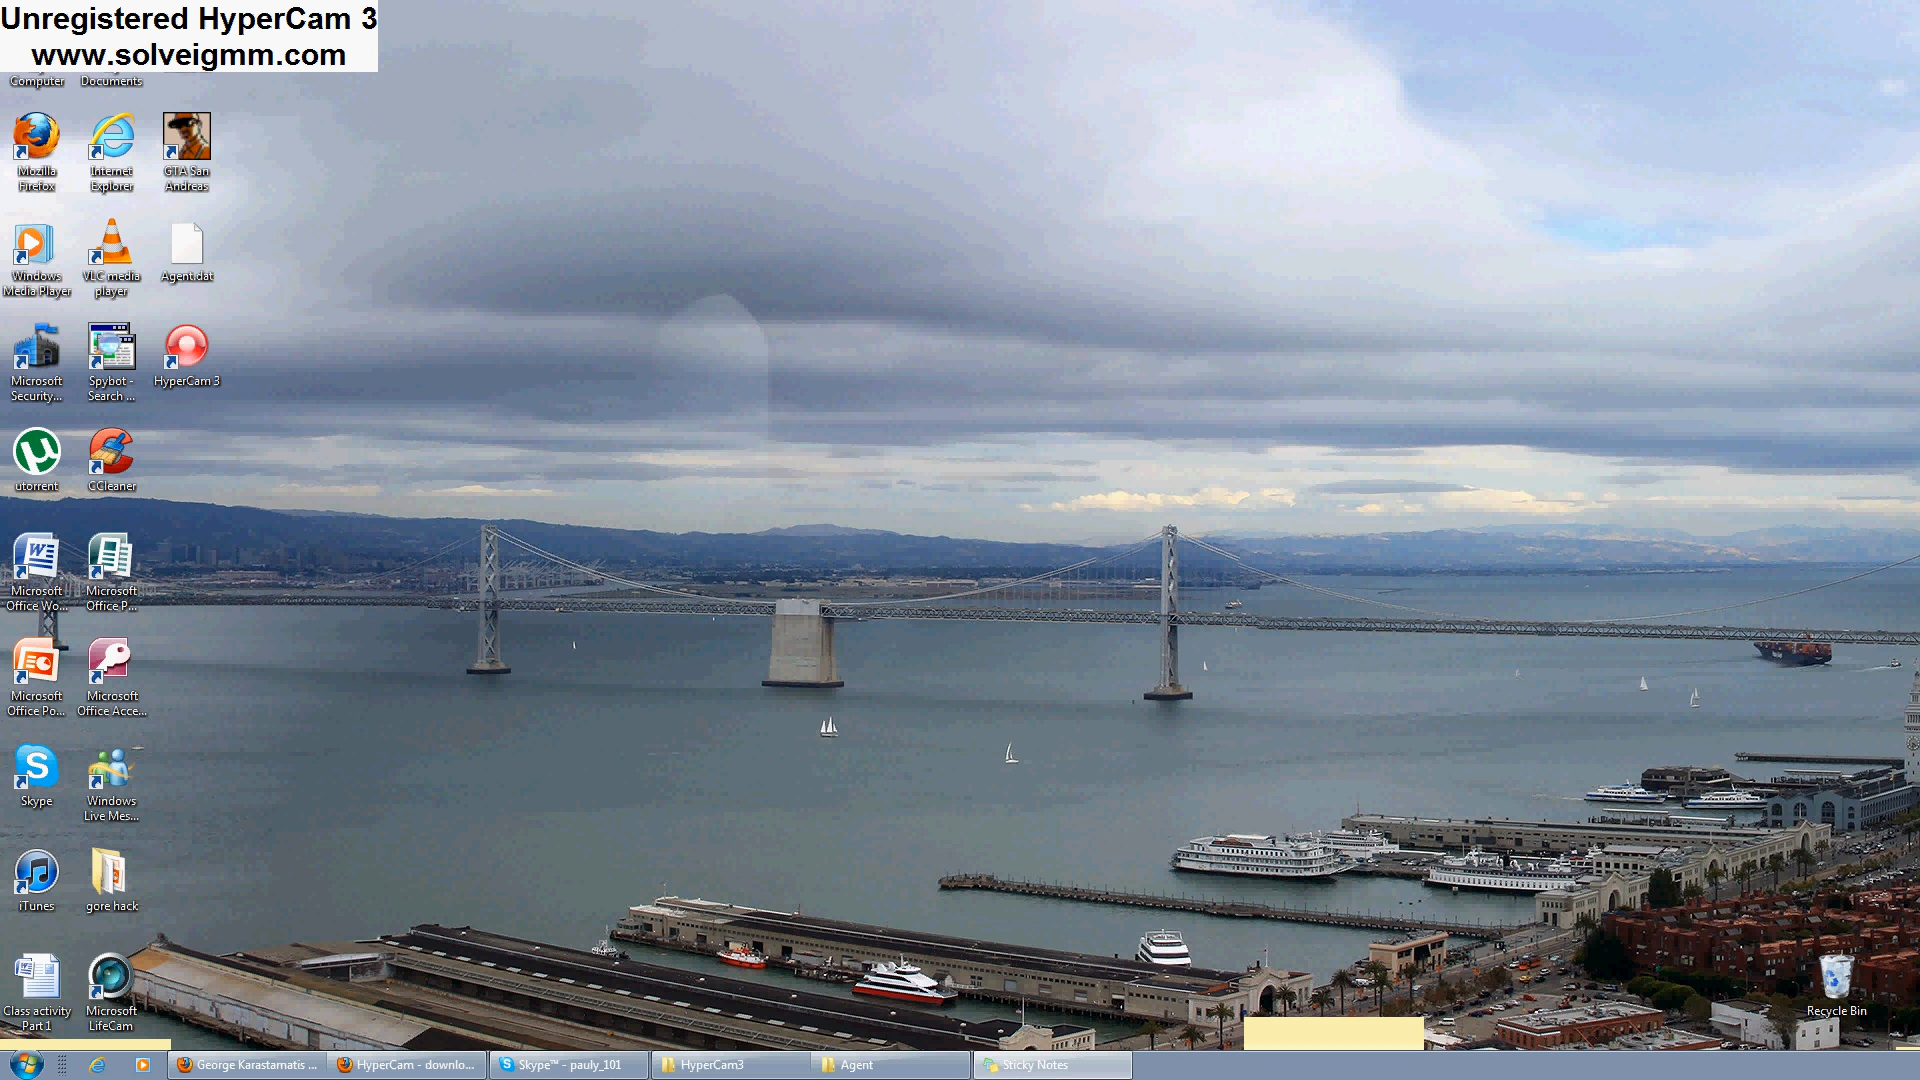 Unregistered HyperCam 3
www.solveigmm.com
Computer
Documents
Mozilla
Firefox
Internet
Explorer
GTA San
Andreas
Windows
Media Player
VLC media
player
Agent.dat
Microsoft
Security...
Spybot -
Search ...
HyperCam 3
utorrent
CCleaner
Microsoft
Office Wo...
Microsoft
Office P...
Microsoft
Office Po...
Microsoft
Office Acce...
Skype
Windows
Live Mes...
iTunes
gore hack
Class activity
Part 1
Microsoft
LifeCam
Recycle Bin
George Karastamatis ...
HyperCam - downlo...
Skype™ - pauly_101
HyperCam3
Agent
Sticky Notes